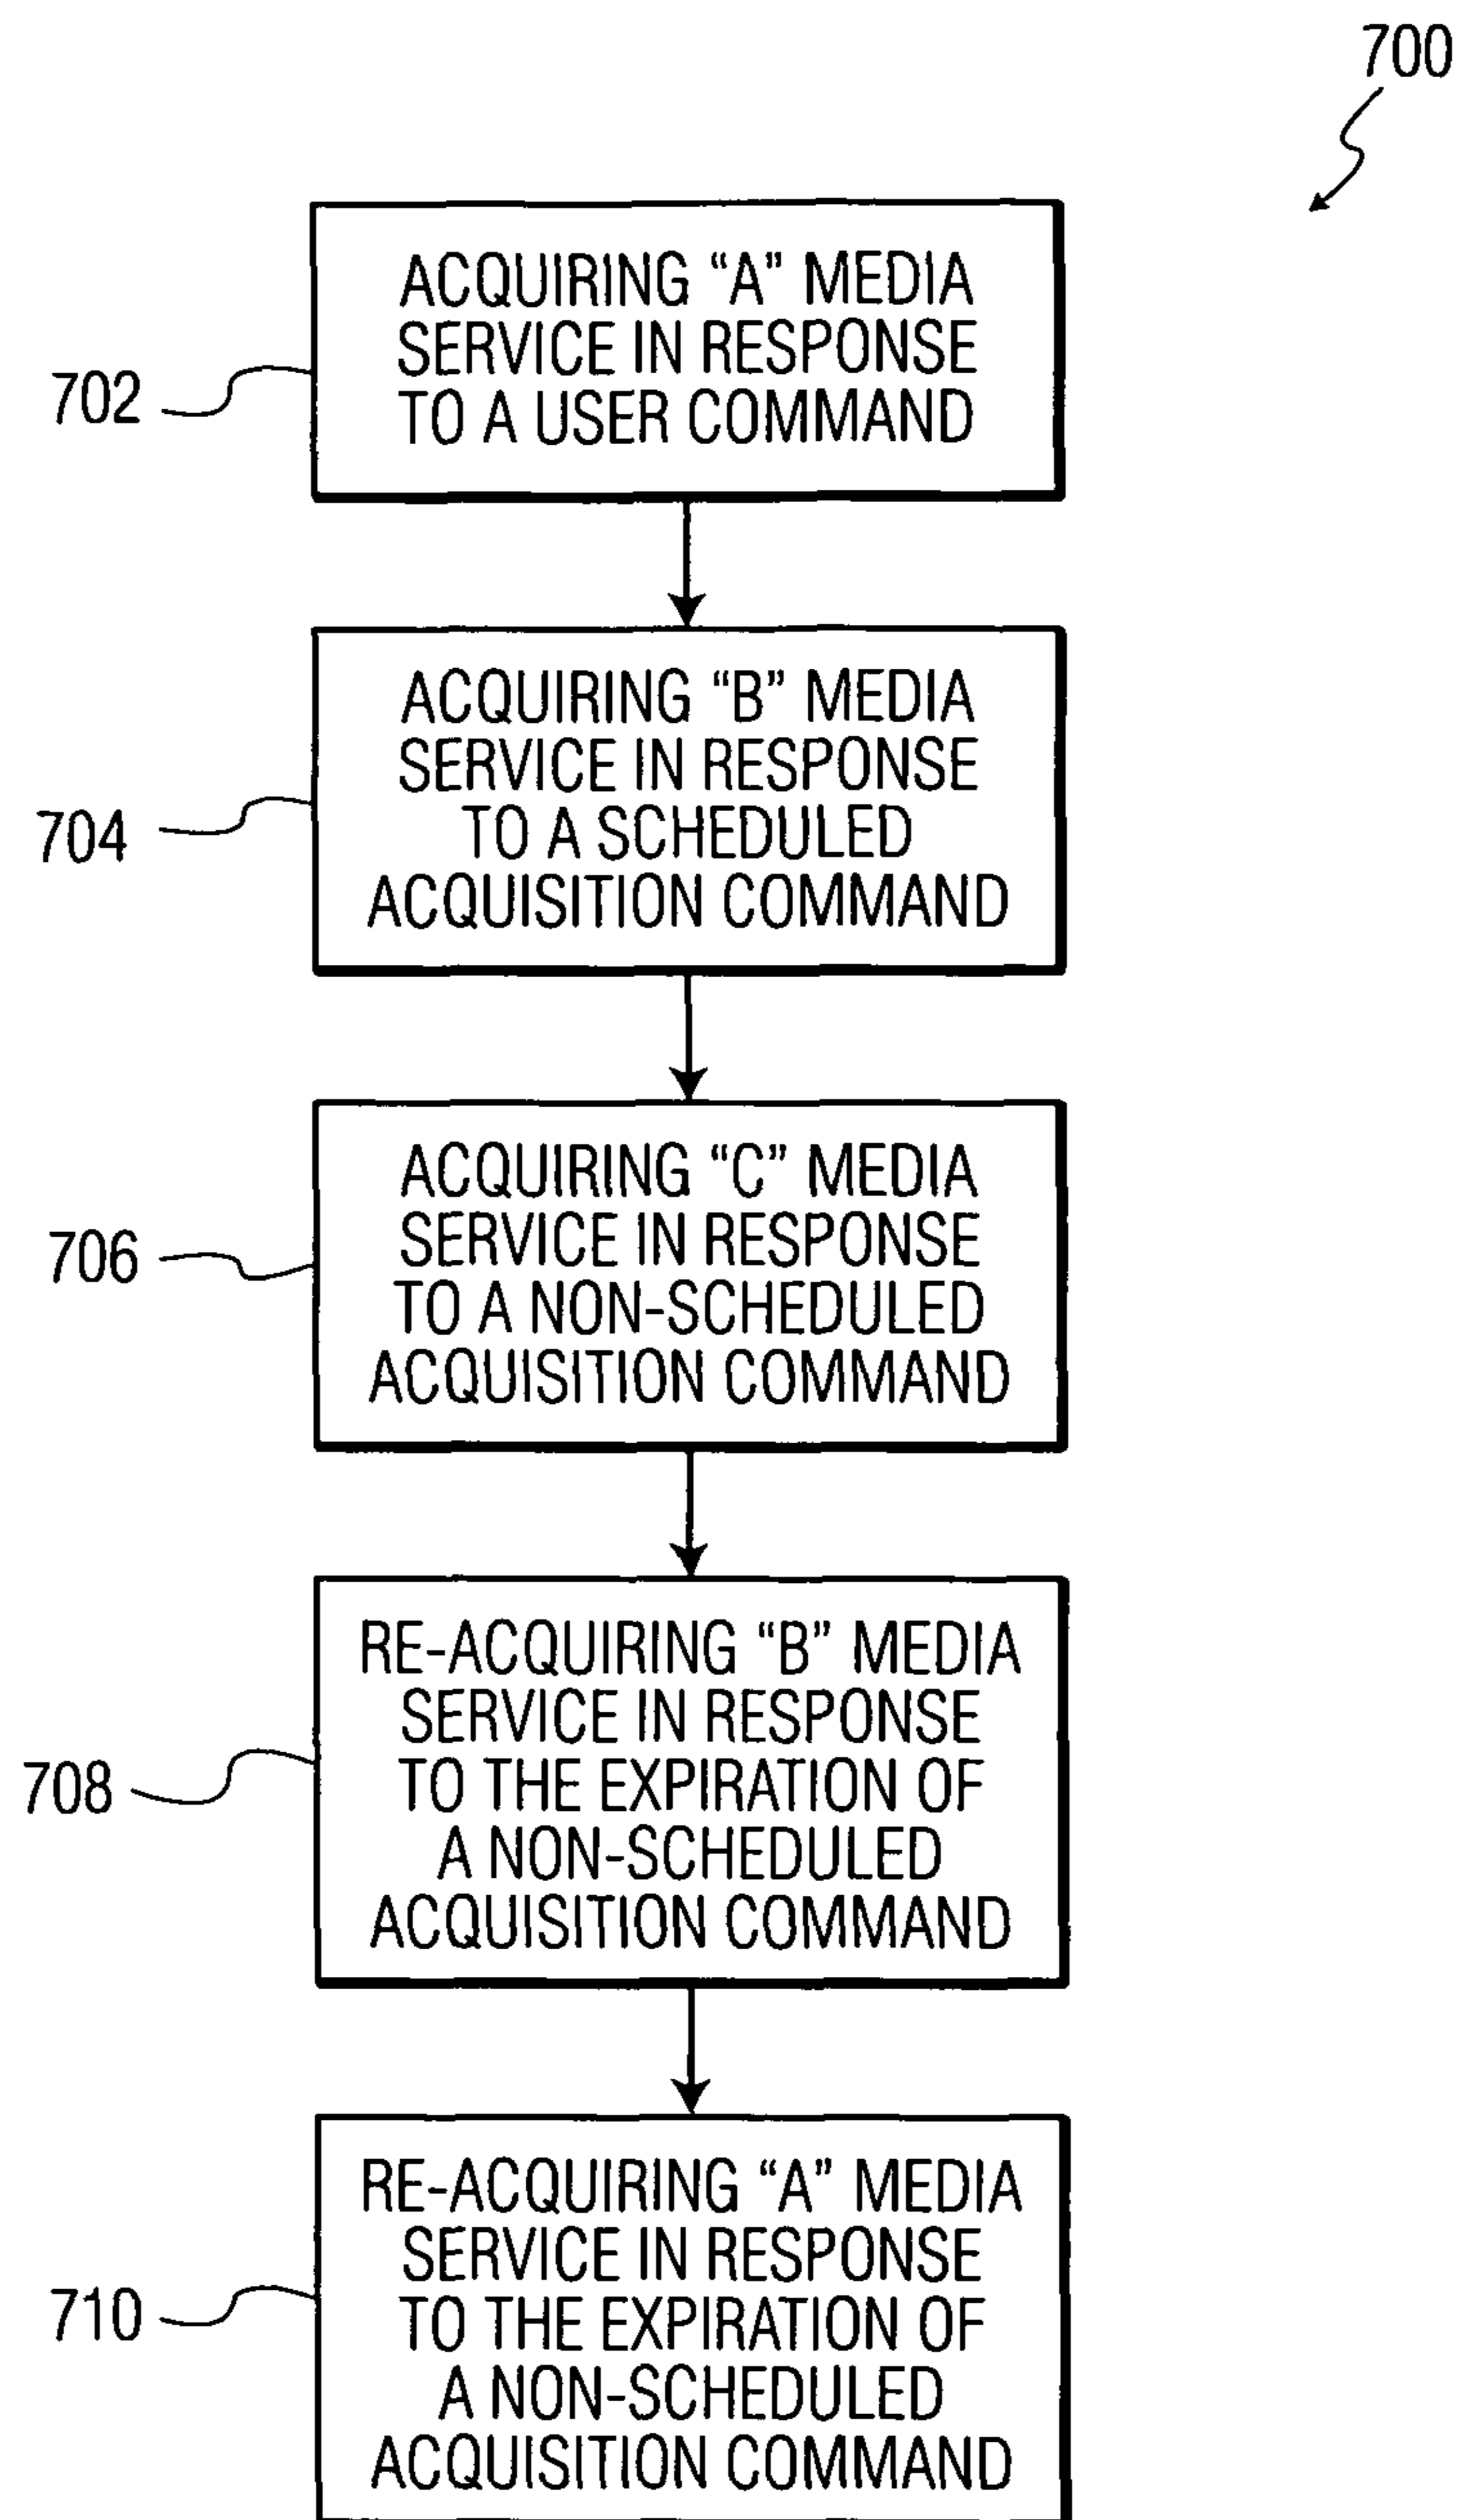 700
ACQUIRING “A” MEDIA
SERVICE IN RESPONSE
TO A USER COMMAND
702
ACQUIRING “B” MEDIA
SERVICE IN RESPONSE
TO A SCHEDULED
ACQUISITION COMMAND
704
ACQUIRING “C” MEDIA
SERVICE IN RESPONSE
TO A NON-SCHEDULED
ACQUISITION COMMAND
706
RE-ACQUIRING “B” MEDIA
SERVICE IN RESPONSE
TO THE EXPIRATION OF
A NON-SCHEDULED
ACQUISITION COMMAND
708
RE-ACQUIRING “A” MEDIA
SERVICE IN RESPONSE
TO THE EXPIRATION OF
A NON-SCHEDULED
ACQUISITION COMMAND
710